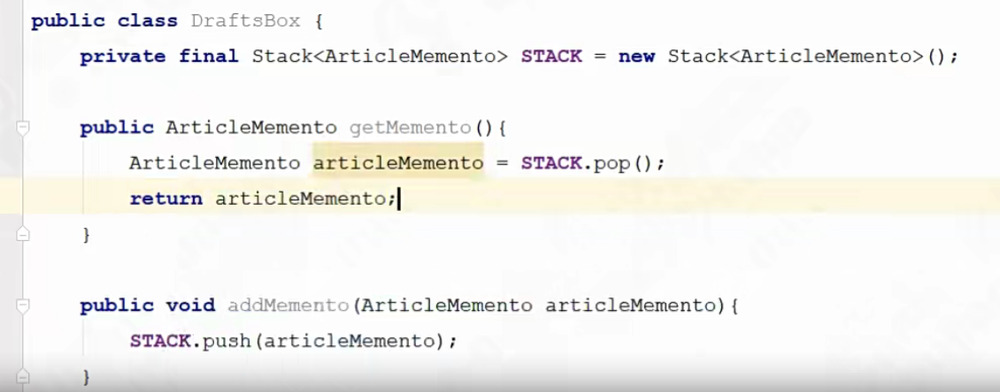 public class DraftsBox {
    private final Stack<ArticleMemento> STACK = new Stack<ArticleMemento>();
    public ArticleMemento getMemento(){
        ArticleMemento articleMemento = STACK.pop();
        return articleMemento;
    }
    public void addMemento(ArticleMemento articleMemento){
        STACK.push(articleMemento);
    }